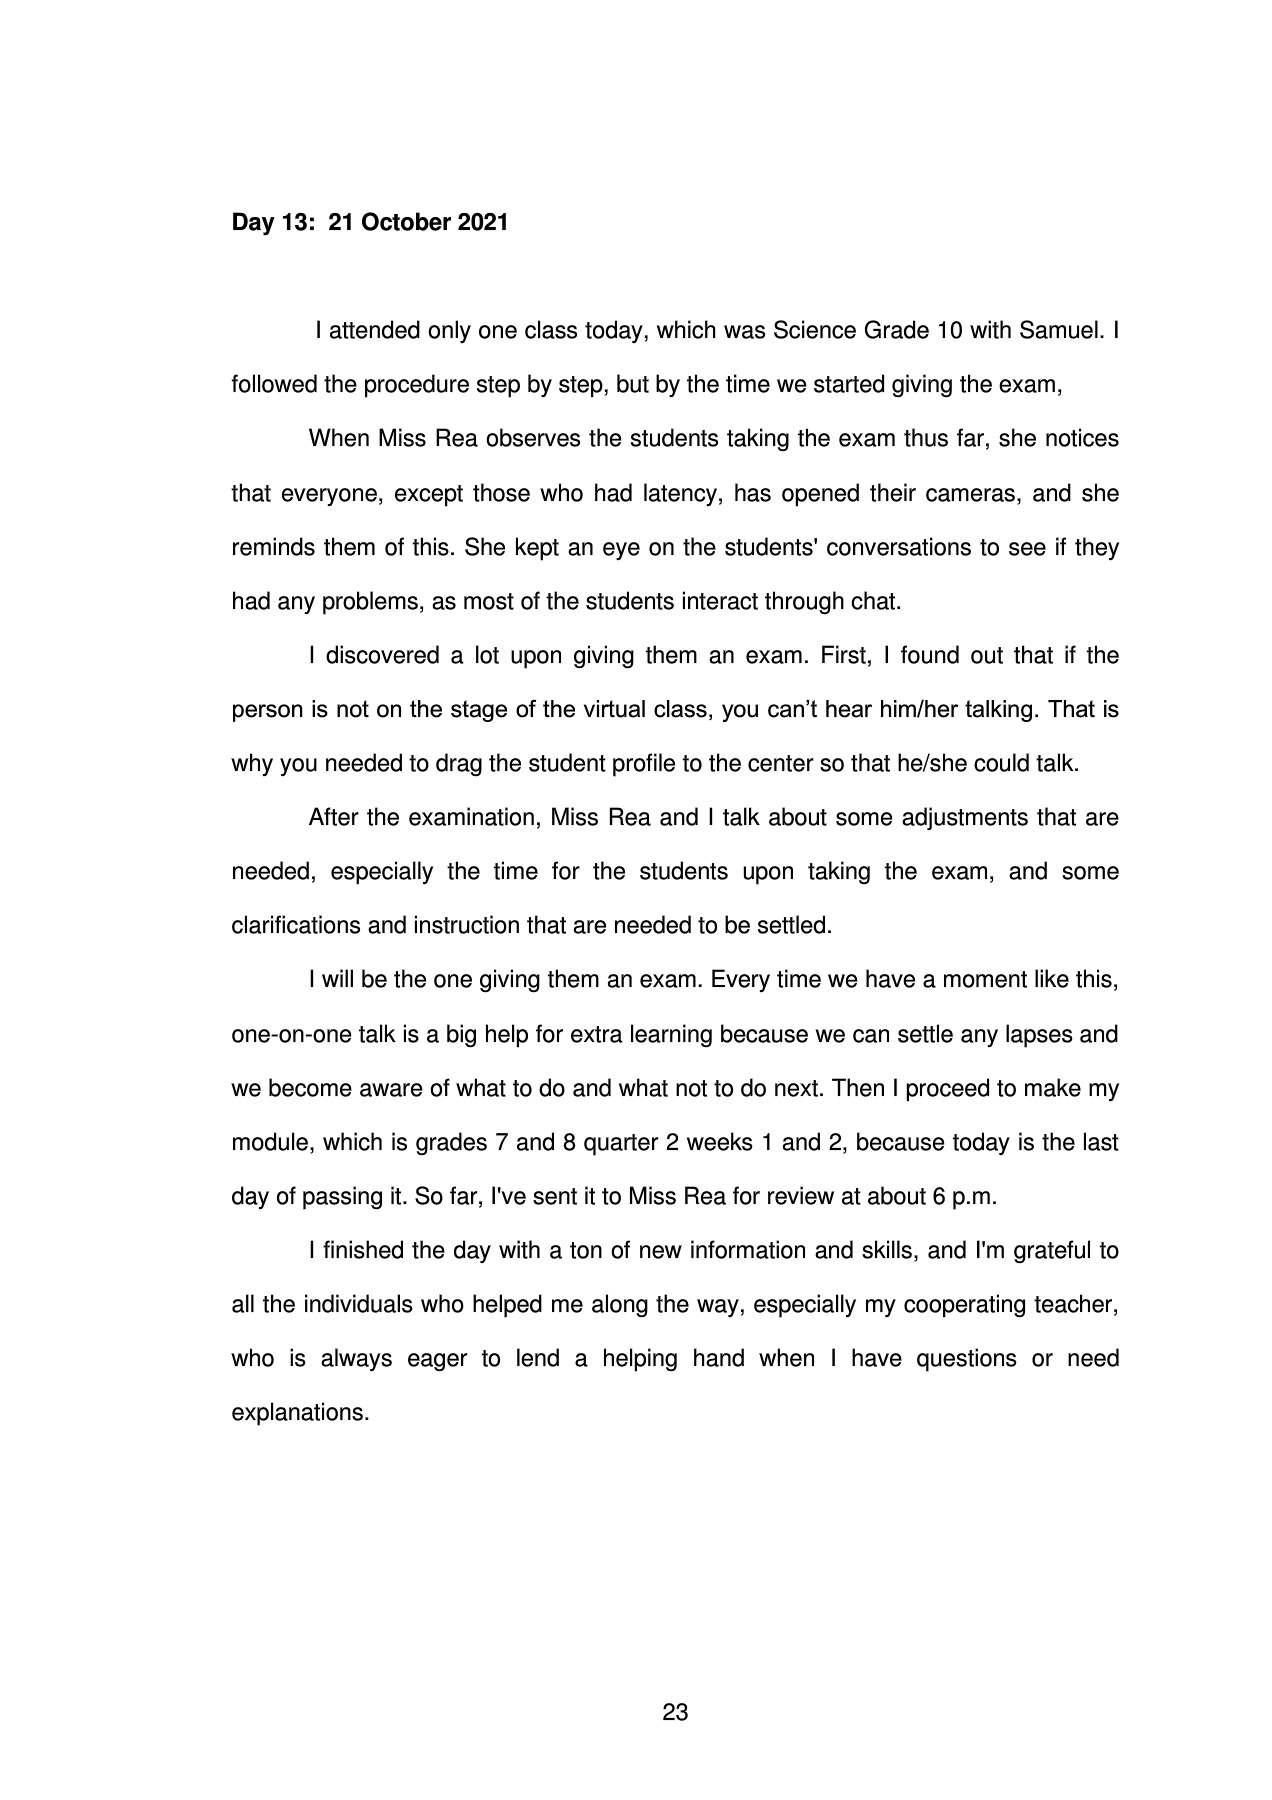 Day 13:  21 October 2021
I attended only one class today, which was Science Grade 10 with Samuel. I
followed the procedure step by step, but by the time we started giving the exam,
When Miss Rea observes the students taking the exam thus far, she notices
that everyone, except those who had latency, has opened their cameras, and she
reminds them of this. She kept an eye on the students' conversations to see if they
had any problems, as most of the students interact through chat.
I discovered a lot upon giving them an exam. First, I found out that if the
person is not on the stage of the virtual class, you can’t hear him/her talking. That is
why you needed to drag the student profile to the center so that he/she could talk.
After the examination, Miss Rea and I talk about some adjustments that are
needed, especially the time for the students upon taking the exam, and some
clarifications and instruction that are needed to be settled.
I will be the one giving them an exam. Every time we have a moment like this,
one-on-one talk is a big help for extra learning because we can settle any lapses and
we become aware of what to do and what not to do next. Then I proceed to make my
module, which is grades 7 and 8 quarter 2 weeks 1 and 2, because today is the last
day of passing it. So far, I've sent it to Miss Rea for review at about 6 p.m.
I finished the day with a ton of new information and skills, and I'm grateful to
all the individuals who helped me along the way, especially my cooperating teacher,
who is always eager to lend a helping hand when I have questions or need
explanations.
23